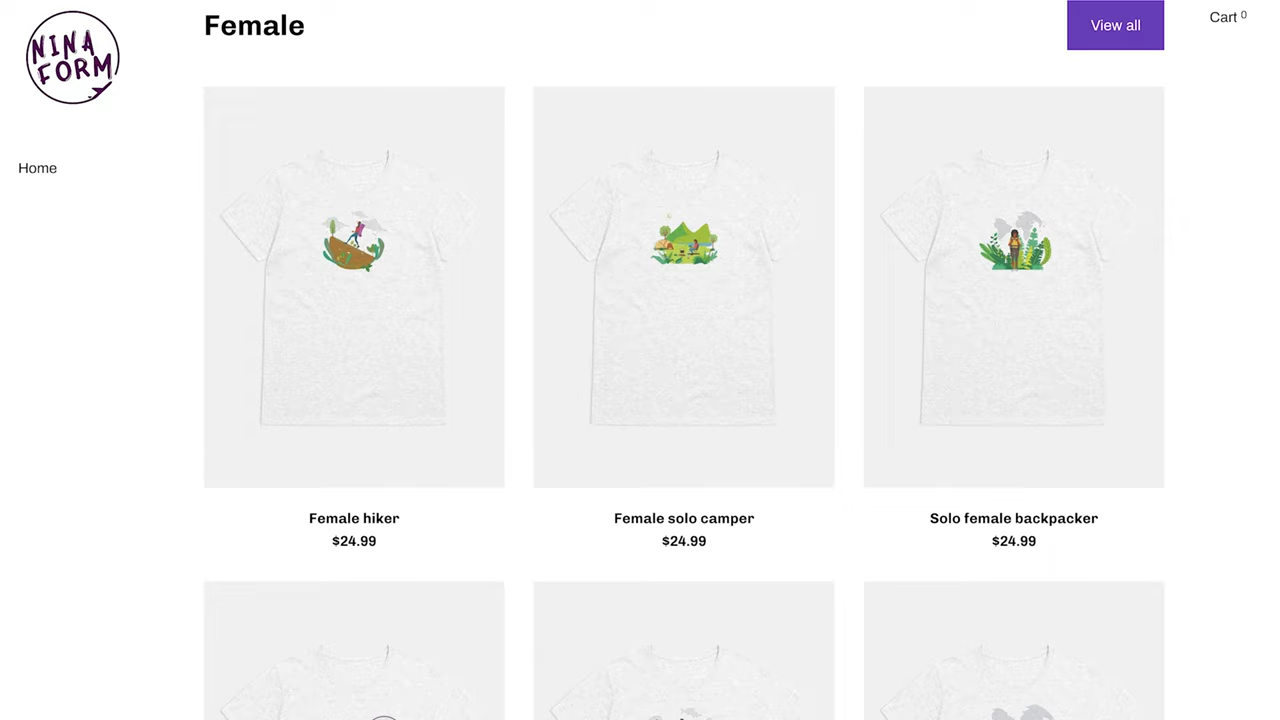 NINA
FORM
Female
View all
Cart 0
Home
Female hiker
$24.99
Female solo camper
$24.99
Solo female backpacker
$24.99